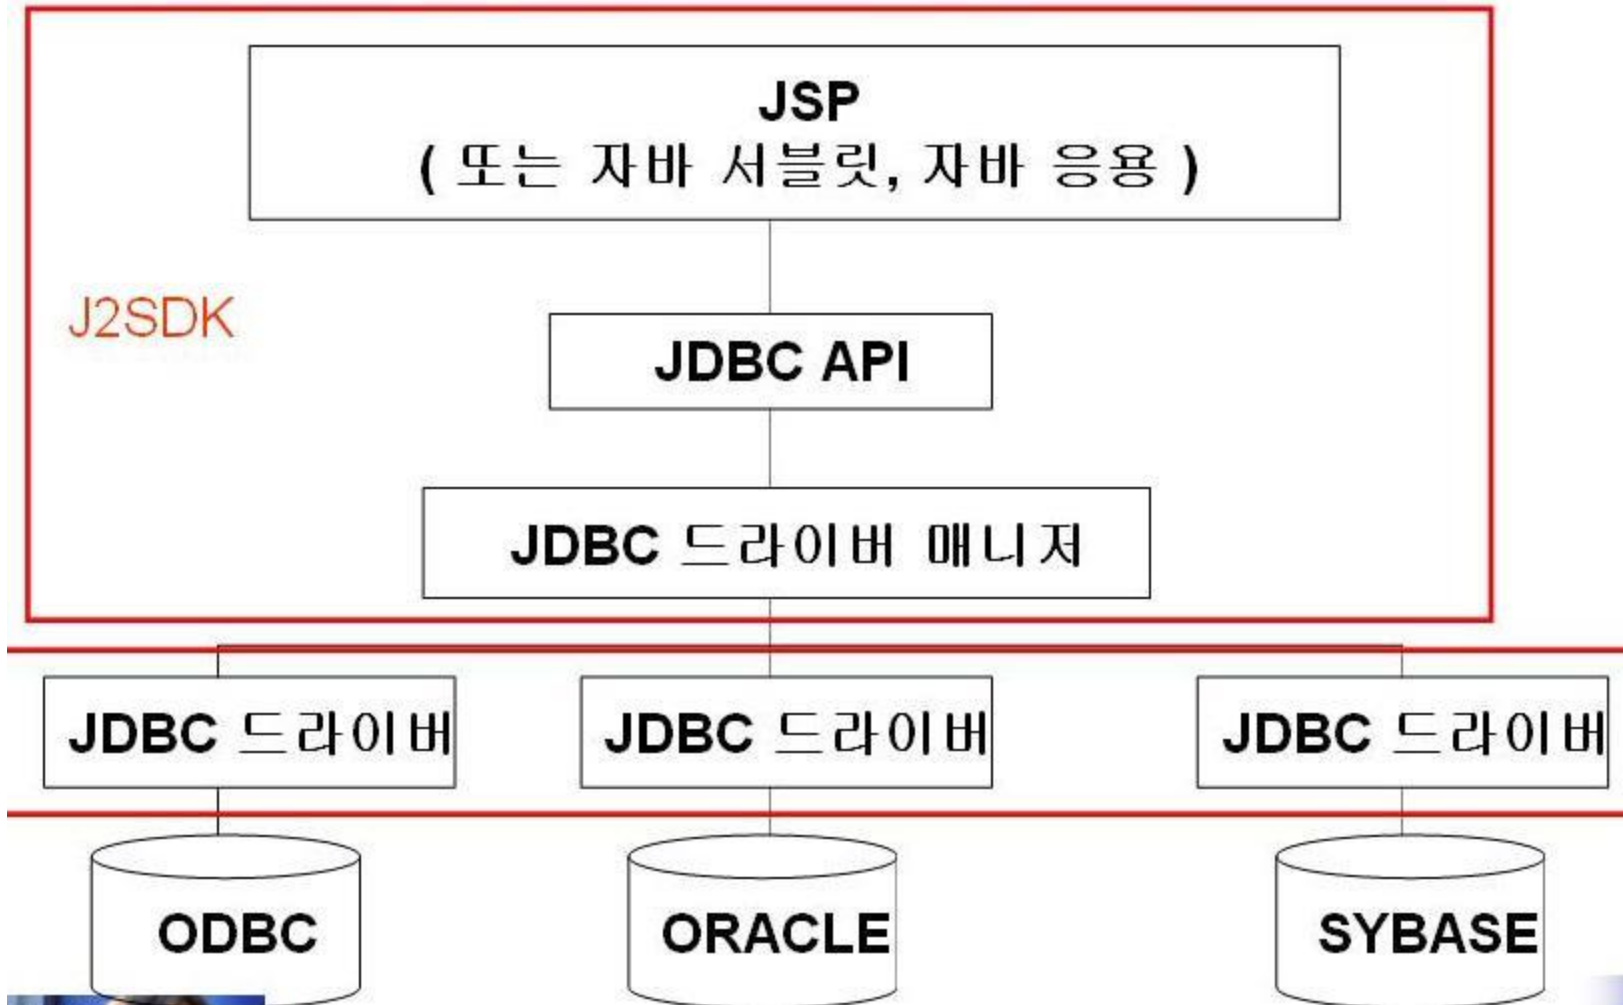 JSP
( 또는 자바 서블릿, 자바 응용 )
J2SDK
JDBC API
JDBC 드라이버 매니저
JDBC 드라이버
JDBC 드라이버
JDBC 드라이버
ODBC
ORACLE
SYBASE